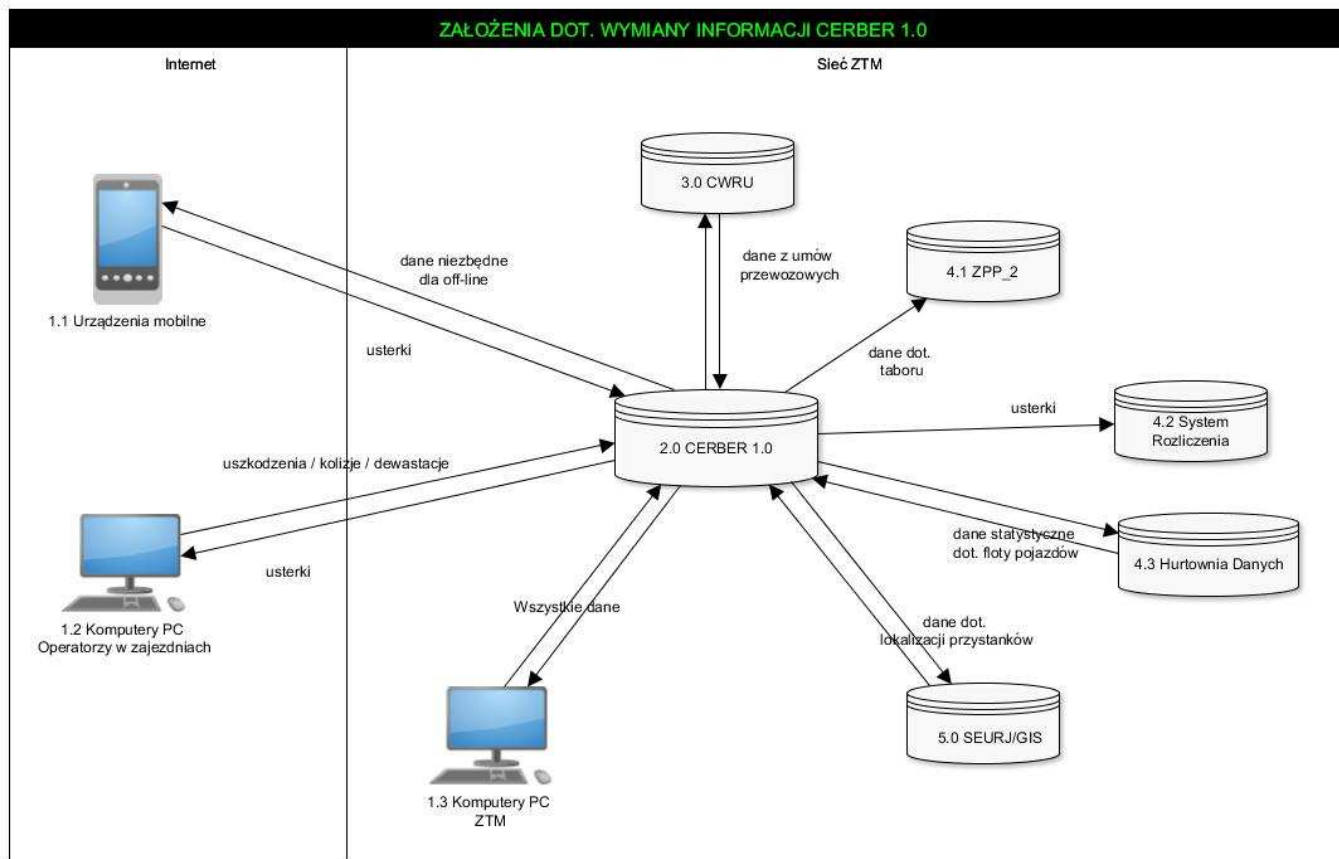 ZAŁOŻENIA DOT. WYMIANY INFORMACJI CERBER 1.0
Internet
Sieć ZTM
3.0 CWRU
dane z umów
przewozowych
4.1 ZPP_2
dane niezbędne
dla off-line
1.1 Urządzenia mobilne
usterki
dane dot.
taboru
usterki
4.2 System
Rozliczenia
2.0 CERBER 1.0
uszkodzenia / kolizje / dewastacje
dane statystyczne
dot. floty pojazdów
4.3 Hurtownia Danych
usterki
1.2 Komputery PC
Operatorzy w zajezdniach
Wszystkie dane
dane dot.
lokalizacji przystanków
5.0 SEURJ/GIS
1.3 Komputery PC
ZTM